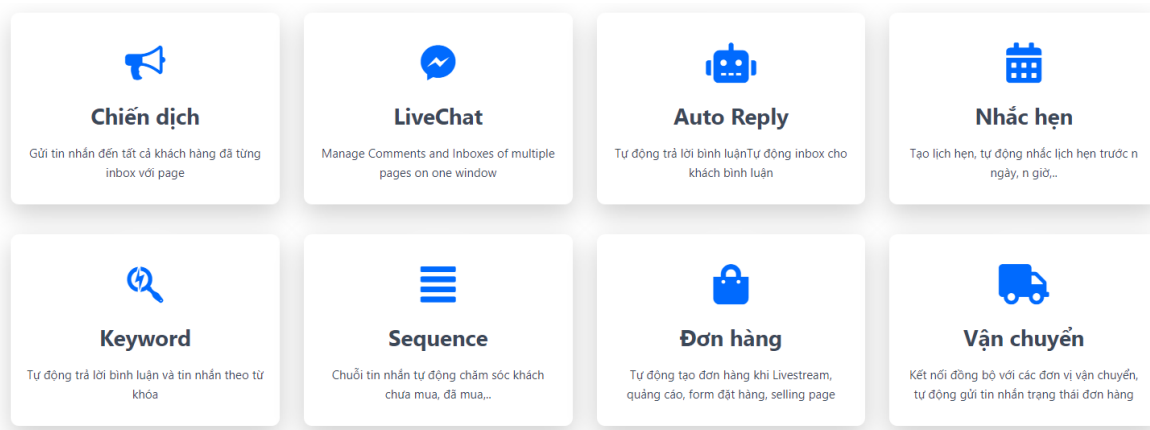 Chiến dịch
Gửi tin nhắn đến tất cả khách hàng đã từng
inbox với page
LiveChat
Manage Comments and Inboxes of multiple
pages on one window
Auto Reply
Tự động trả lời bình luậnTự động inbox cho
khách bình luận
Nhắc hẹn
Tạo lịch hẹn, tự động nhắc lịch hẹn trước n
ngày, n giờ,..
Keyword
Tự động trả lời bình luận và tin nhắn theo từ
khóa
Sequence
Chuỗi tin nhắn tự động chăm sóc khách
chưa mua, đã mua,..
Đơn hàng
Tự động tạo đơn hàng khi Livestream,
quảng cáo, form đặt hàng, selling page
Vận chuyển
Kết nối đồng bộ với các đơn vị vận chuyển,
tự động gửi tin nhắn trạng thái đơn hàng